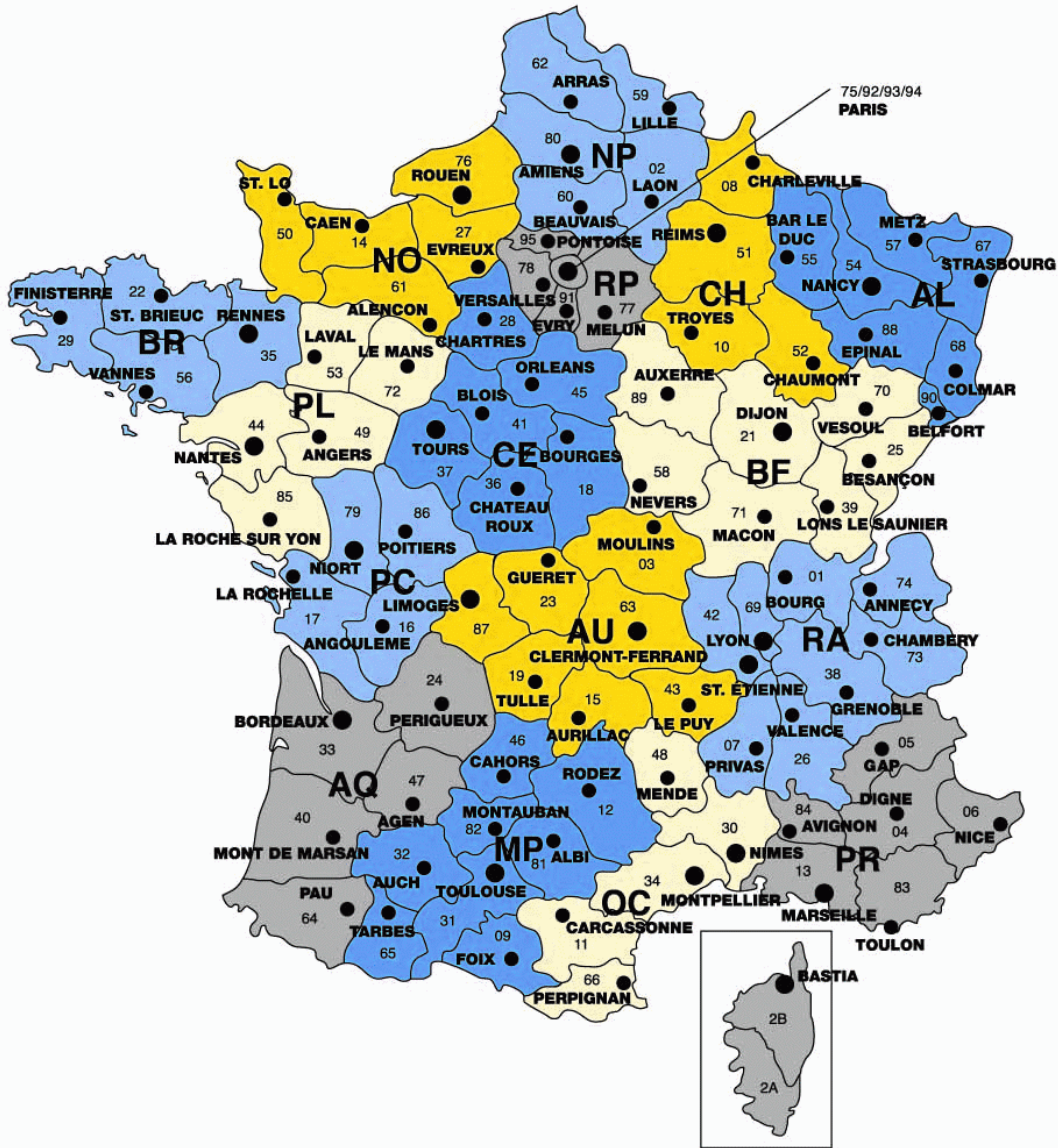 62
ARRAS
59
LILLE
75/92/93/94
PARIS
80
AMIENS
NP
02
LAON
60
BEAUVAIS
76
ROUEN
ST. LO
50
CAEN
14
27
EVREUX
NO
61
ALENÇON
95
PONTOISE
78
VERSAILLES
91
EVRY
RP
77
MELUN
08
CHARLEVILLE
REIMS
51
CH
TROYES
10
52
CHAUMONT
BAR LE
DUC
55
METZ
57
67
STRASBOURG
54
NANCY
AL
88
EPINAL
68
COLMAR
90
BELFORT
FINISTERRE
29
22
ST. BRIEUC
RENNES
BR
35
VANNES
56
LAVAL
53
LE MANS
72
PL
44
NANTES
49
ANGERS
85
LA ROCHE SUR YON
28
CHARTRES
ORLEANS
45
BLOIS
41
TOURS
37
CE
BOURGES
36
CHATEAU
ROUX
18
AUXERRE
89
DIJON
21
70
VESOUL
25
BESANÇON
BF
58
NEVERS
71
MACON
39
LONS LE SAUNIER
79
NIORT
86
POITIERS
PC
LA ROCHELLE
17
16
ANGOULEME
MOULINS
03
GUERET
23
LIMOGES
87
63
AU
CLERMONT-FERRAND
19
TULLE
15
AURILLAC
43
LE PUY
01
BOURG
74
ANNECY
42
69
LYON
RA
CHAMBERY
73
ST. ÉTIENNE
38
GRENOBLE
VALENCE
07
PRIVAS
26
24
PERIGUEUX
BORDEAUX
33
AQ
47
AGEN
40
MONT DE MARSAN
PAU
64
46
CAHORS
RODEZ
12
MONTAUBAN
82
MP
81
ALBI
32
AUCH
TOULOUSE
31
TARBES
65
09
FOIX
48
MENDE
30
NIMES
34
MONTPELLIER
OC
CARCASSONNE
11
66
PERPIGNAN
05
GAP
DIGNE
04
06
NICE
84
AVIGNON
PR
13
MARSEILLE
83
TOULON
BASTIA
2B
2A